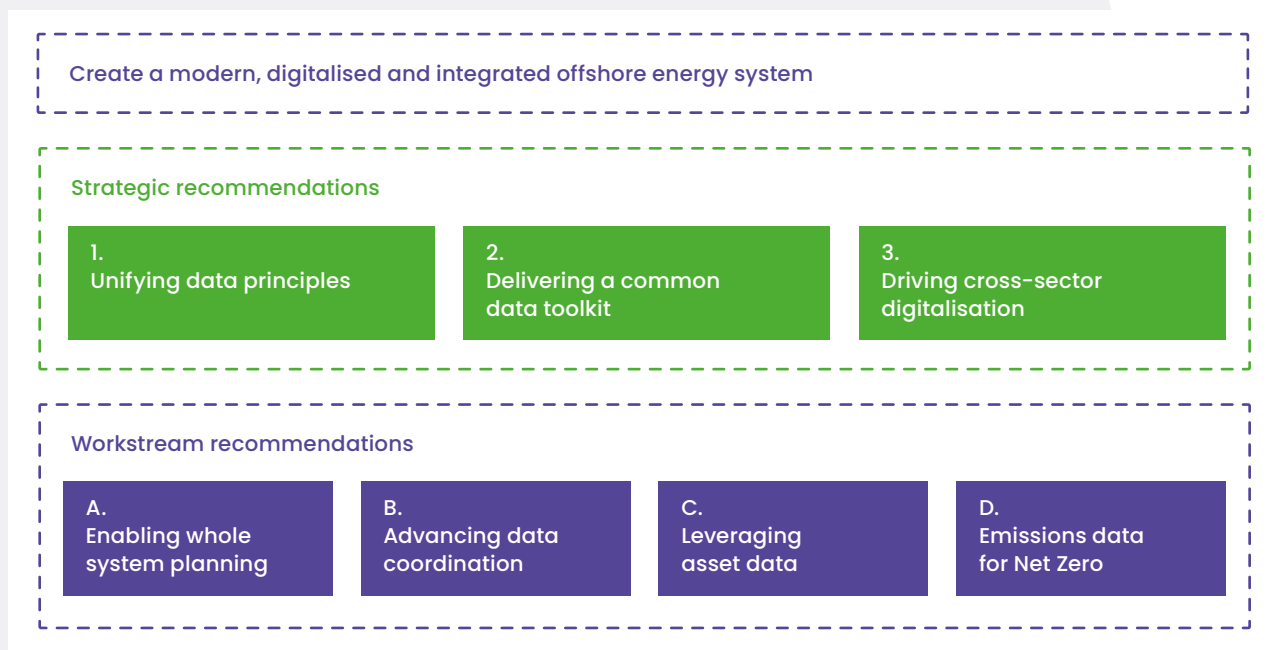 Create a modern, digitalised and integrated offshore energy system
Strategic recommendations
1.
Unifying data principles
2.
Delivering a common
data toolkit
3.
Driving cross-sector
digitalisation
Workstream recommendations
A.
Enabling whole
system planning
B.
Advancing data
coordination
C.
Leveraging
asset data
D.
Emissions data
for Net Zero